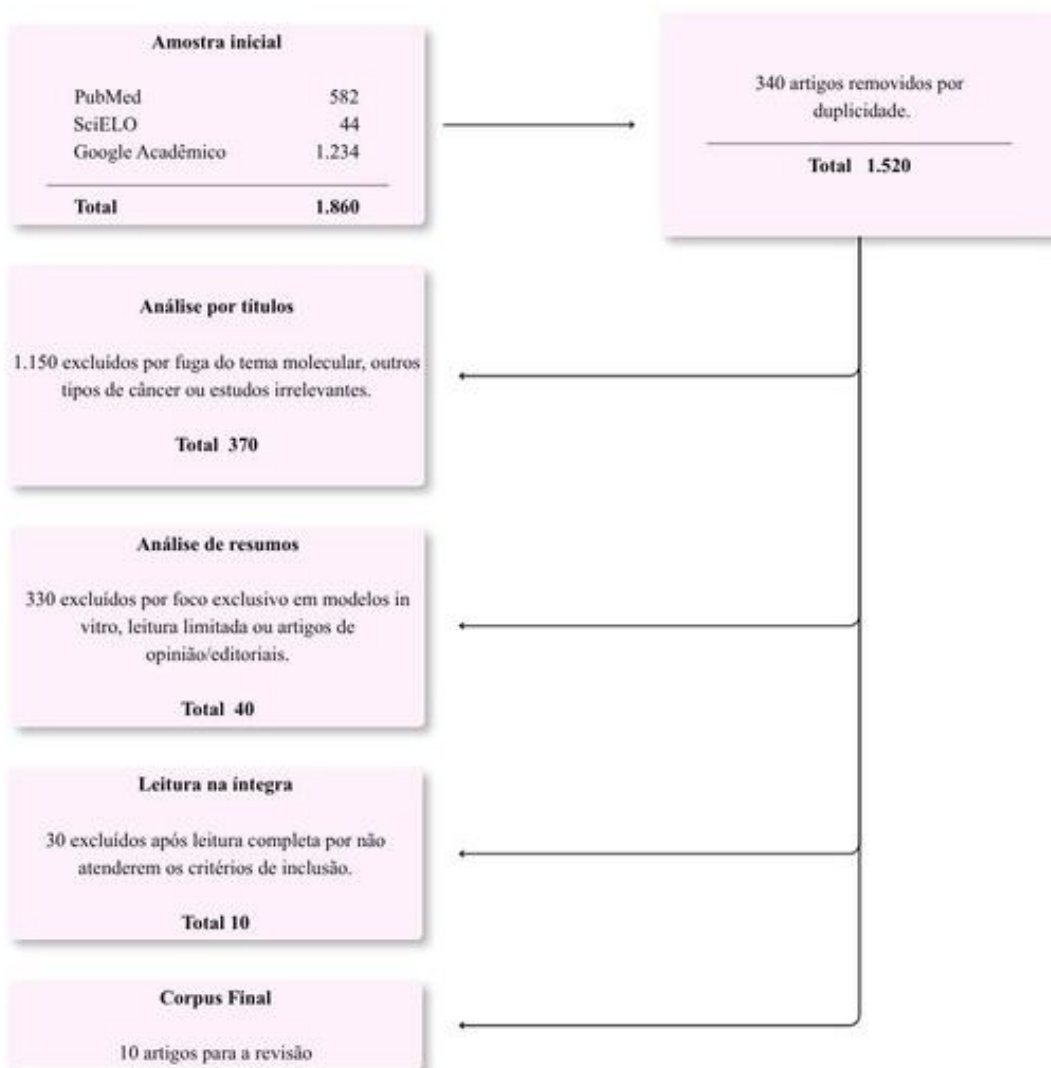 Amostra inicial
PubMed 582
SciELO 44
Google Acadêmico 1.234
Total 1.860
340 artigos removidos por
duplicidade.
Total 1.520
Análise por títulos
1.150 excluídos por fuga do tema molecular, outros
tipos de câncer ou estudos irrelevantes.
Total 370
Análise de resumos
330 excluídos por foco exclusivo em modelos in
vitro, leitura limitada ou artigos de
opinião/editoriais.
Total 40
Leitura na íntegra
30 excluídos após leitura completa por não
atenderem os critérios de inclusão.
Total 10
Corpus Final
10 artigos para a revisão